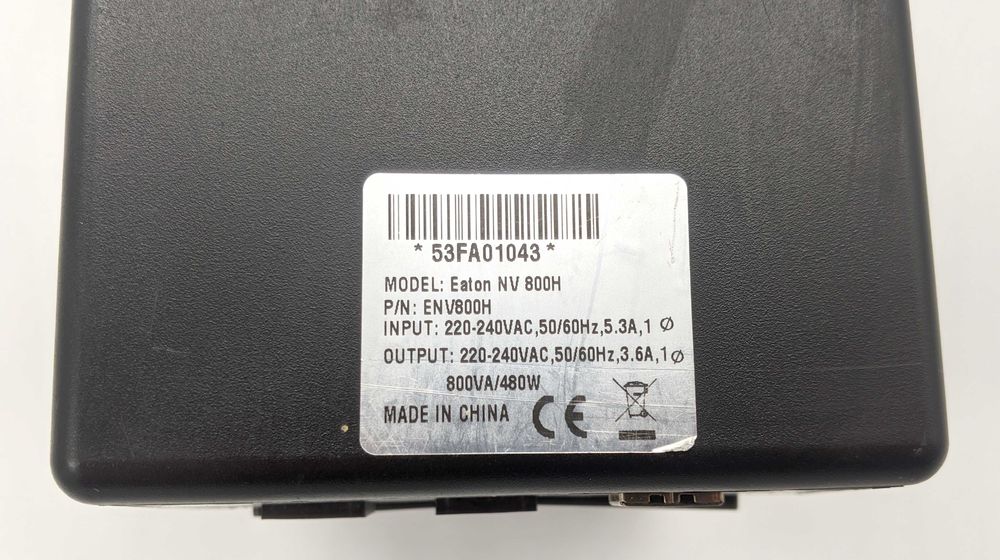 *53FA01043*
MODEL: Eaton NV 800H
P/N: ENV800H
INPUT: 220-240VAC,50/60Hz,5.3A,1 Ø
OUTPUT: 220-240VAC,50/60Hz,3.6A,1Ø
800VA/480W
MADE IN CHINA CE